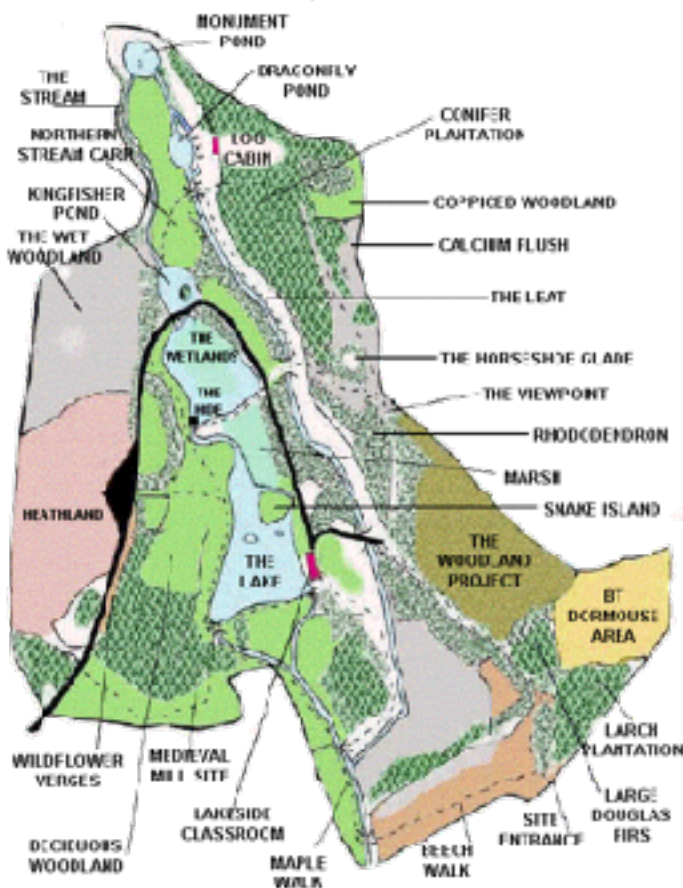 MONUMENT
POND
DRAGONFLY
POND
THE
STREAM
LOG
CABIN
CONIFER
PLANTATION
NORTHERN
STREAM CARR
KINGFISHER
POND
COPPICED WOODLAND
THE WET
WOODLAND
CALCIUM FLUSH
THE LEAT
THE
WETLANDS
THE HORSESHOE GLADE
THE
HIDE
THE VIEWPOINT
RHODODENDRON
MARSH
SNAKE ISLAND
HEATHLAND
THE
LAKE
THE
WOODLAND
PROJECT
BT
DORMOUSE
AREA
WILDFLOWER
VERGES
MEDIEVAL
MILL SITE
LARCH
PLANTATION
LAKESIDE
CLASSROOM
SITE
ENTRANCE
LARGE
DOUGLAS
FIRS
DECIDUOUS
WOODLAND
MAPLE
WALK
BEECH
WALK